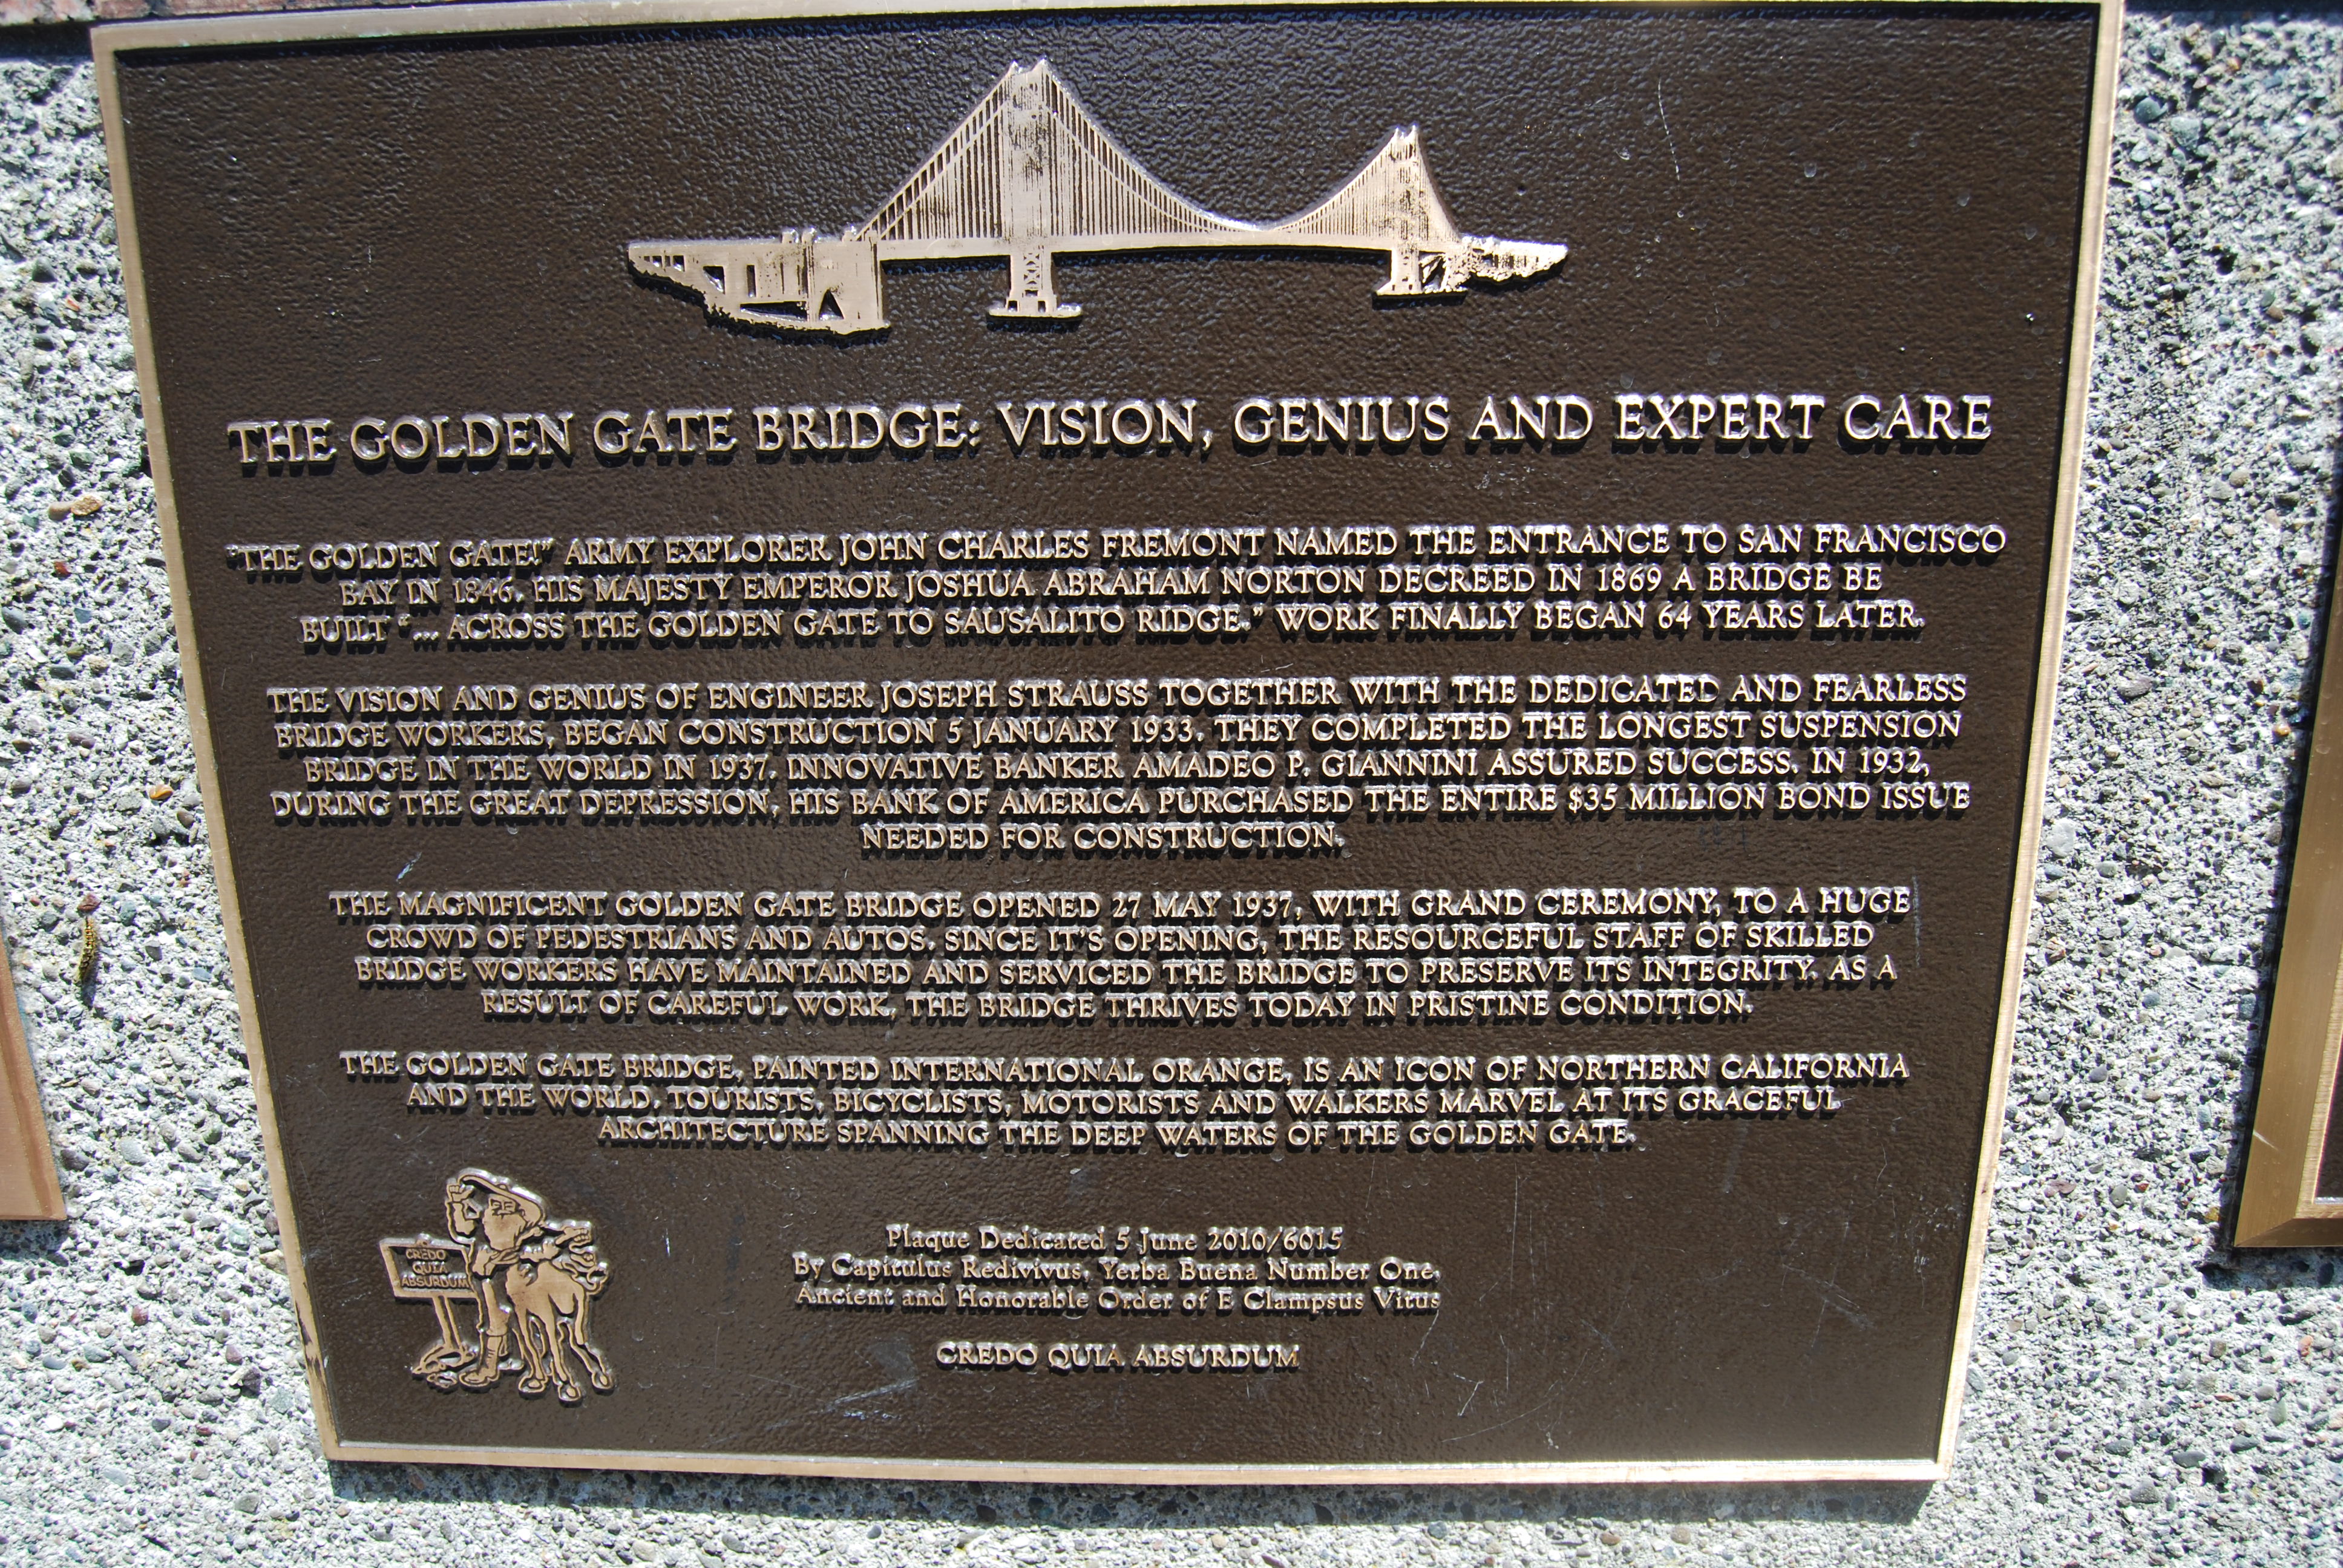 THE GOLDEN GATE BRIDGE: VISION, GENIUS AND EXPERT CARE
"THE GOLDEN GATE!" ARMY EXPLORER JOHN CHARLES FREMONT NAMED THE ENTRANCE TO SAN FRANCISCO
BAY IN 1846. HIS MAJESTY EMPEROR JOSHUA ABRAHAM NORTON DECREED IN 1869 A BRIDGE BE
BUILT "... ACROSS THE GOLDEN GATE TO SAUSALITO RIDGE." WORK FINALLY BEGAN 64 YEARS LATER.
THE VISION AND GENIUS OF ENGINEER JOSEPH STRAUSS TOGETHER WITH THE DEDICATED AND FEARLESS
BRIDGE WORKERS, BEGAN CONSTRUCTION 5 JANUARY 1933. THEY COMPLETED THE LONGEST SUSPENSION
BRIDGE IN THE WORLD IN 1937. INNOVATIVE BANKER AMADEO P. GIANNINI ASSURED SUCCESS. IN 1932,
DURING THE GREAT DEPRESSION, HIS BANK OF AMERICA PURCHASED THE ENTIRE $35 MILLION BOND ISSUE
NEEDED FOR CONSTRUCTION.
THE MAGNIFICENT GOLDEN GATE BRIDGE OPENED 27 MAY 1937, WITH GRAND CEREMONY, TO A HUGE
CROWD OF PEDESTRIANS AND AUTOS. SINCE IT'S OPENING, THE RESOURCEFUL STAFF OF SKILLED
BRIDGE WORKERS HAVE MAINTAINED AND SERVICED THE BRIDGE TO PRESERVE ITS INTEGRITY. AS A
RESULT OF CAREFUL WORK, THE BRIDGE THRIVES TODAY IN PRISTINE CONDITION.
THE GOLDEN GATE BRIDGE, PAINTED INTERNATIONAL ORANGE, IS AN ICON OF NORTHERN CALIFORNIA
AND THE WORLD. TOURISTS, BICYCLISTS, MOTORISTS AND WALKERS MARVEL AT ITS GRACEFUL
ARCHITECTURE SPANNING THE DEEP WATERS OF THE GOLDEN GATE.
CREDO
QUIA
ABSURDUM
Plaque Dedicated 5 June 2010/6015
By Capitulus Redivivus, Yerba Buena Number One,
Ancient and Honorable Order of E Clampsus Vitus
CREDO QUIA ABSURDUM